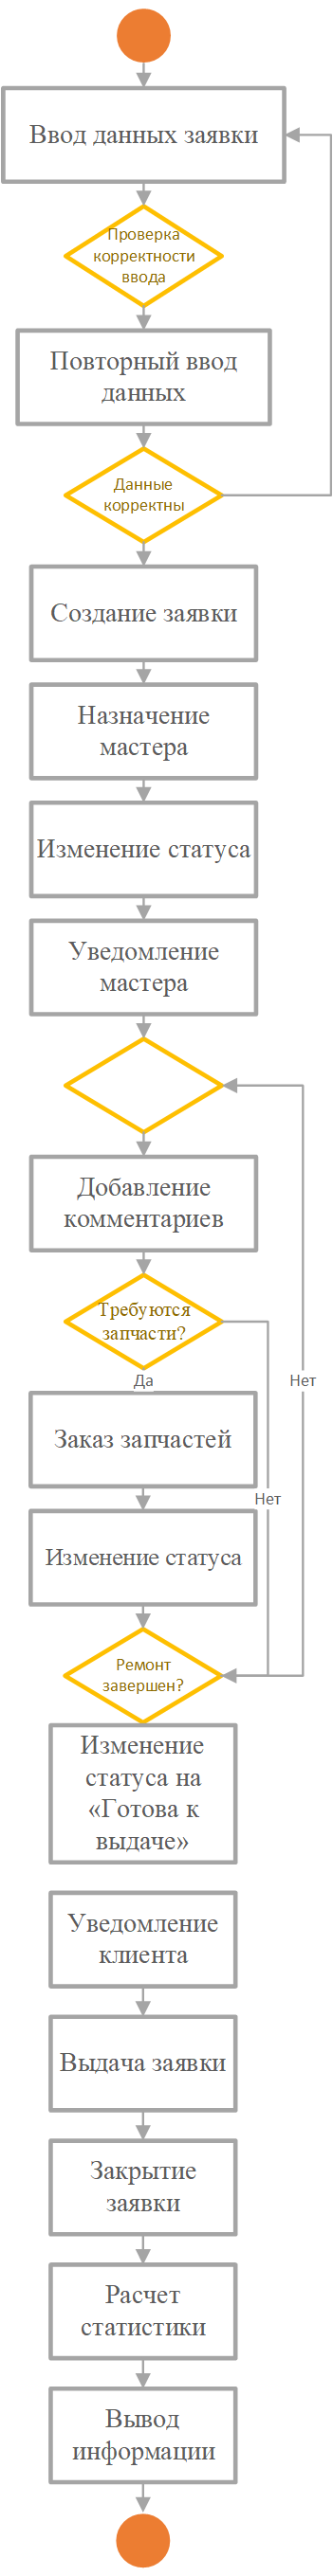 Ввод данных заявки
Проверка
корректности
ввода
Повторный ввод
данных
Данные
корректны
Создание заявки
Назначение
мастера
Изменение статуса
Уведомление
мастера
Добавление
комментариев
Требуются
запчасти?
Да
Нет
Заказ запчастей
Нет
Изменение статуса
Ремонт
завершен?
Изменение
статуса на
«Готова к
выдаче»
Уведомление
клиента
Выдача заявки
Закрытие
заявки
Расчет
статистики
Вывод
информации